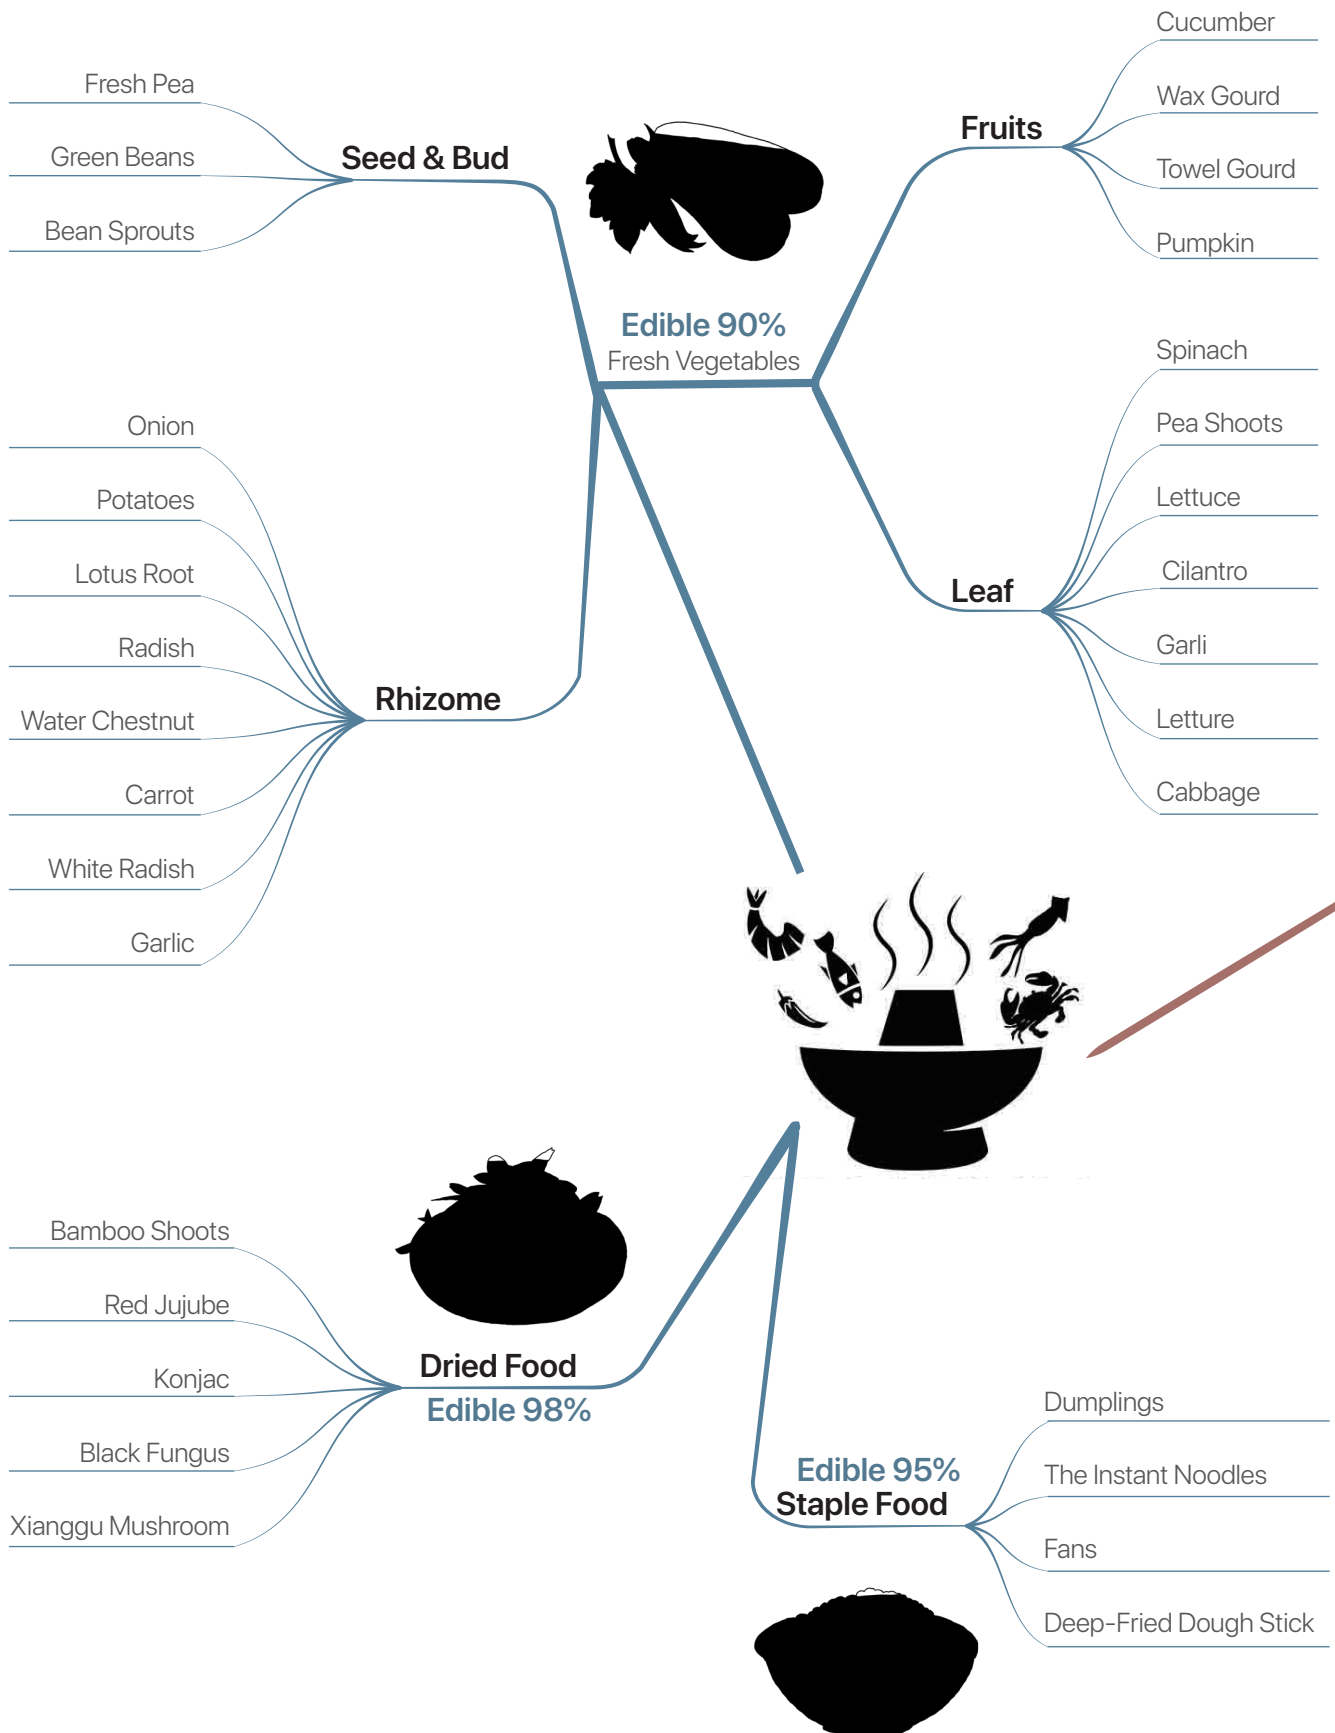 Fresh Pea
Green Beans
Bean Sprouts
Seed & Bud
Edible 90%
Fresh Vegetables
Fruits
Cucumber
Wax Gourd
Towel Gourd
Pumpkin
Leaf
Spinach
Pea Shoots
Lettuce
Cilantro
Garli
Letture
Cabbage
Onion
Potatoes
Lotus Root
Radish
Water Chestnut
Carrot
White Radish
Garlic
Rhizome
Bamboo Shoots
Red Jujube
Konjac
Black Fungus
Xianggu Mushroom
Dried Food
Edible 98%
Edible 95%
Staple Food
Dumplings
The Instant Noodles
Fans
Deep-Fried Dough Stick